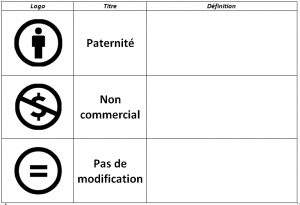 Logo Titre Définition
Paternité
$ Non
commercial
= Pas de
modification